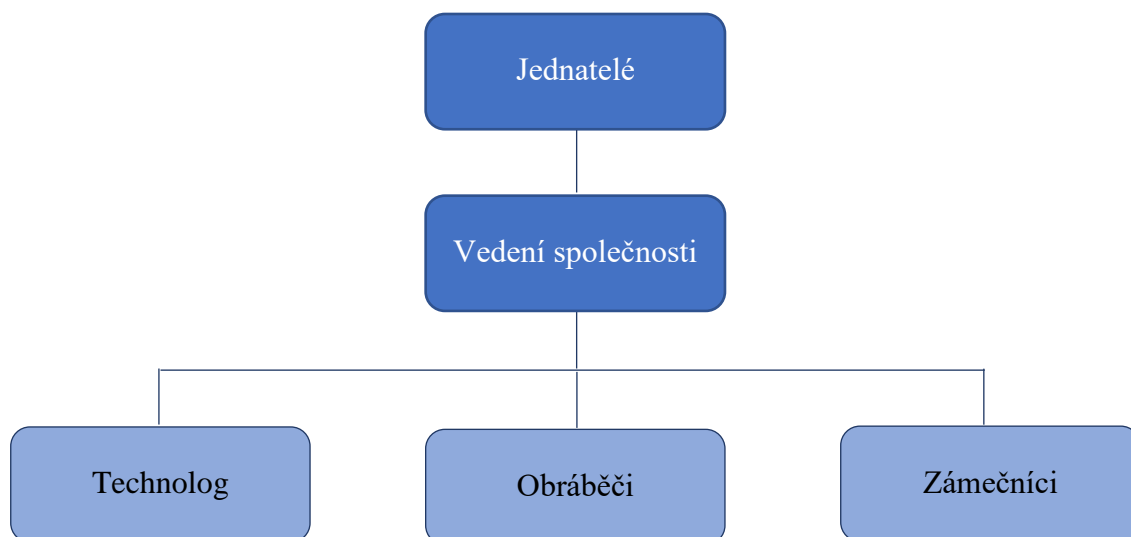 Jednatelé
Vedení společnosti
Technolog
Obráběči
Zámečníci